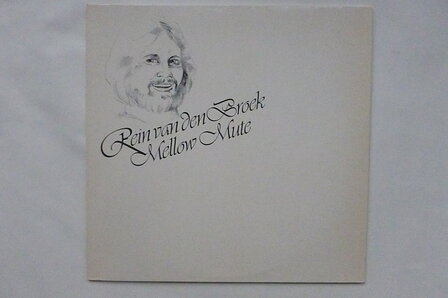 Rein van den Broek
Mellow Mute